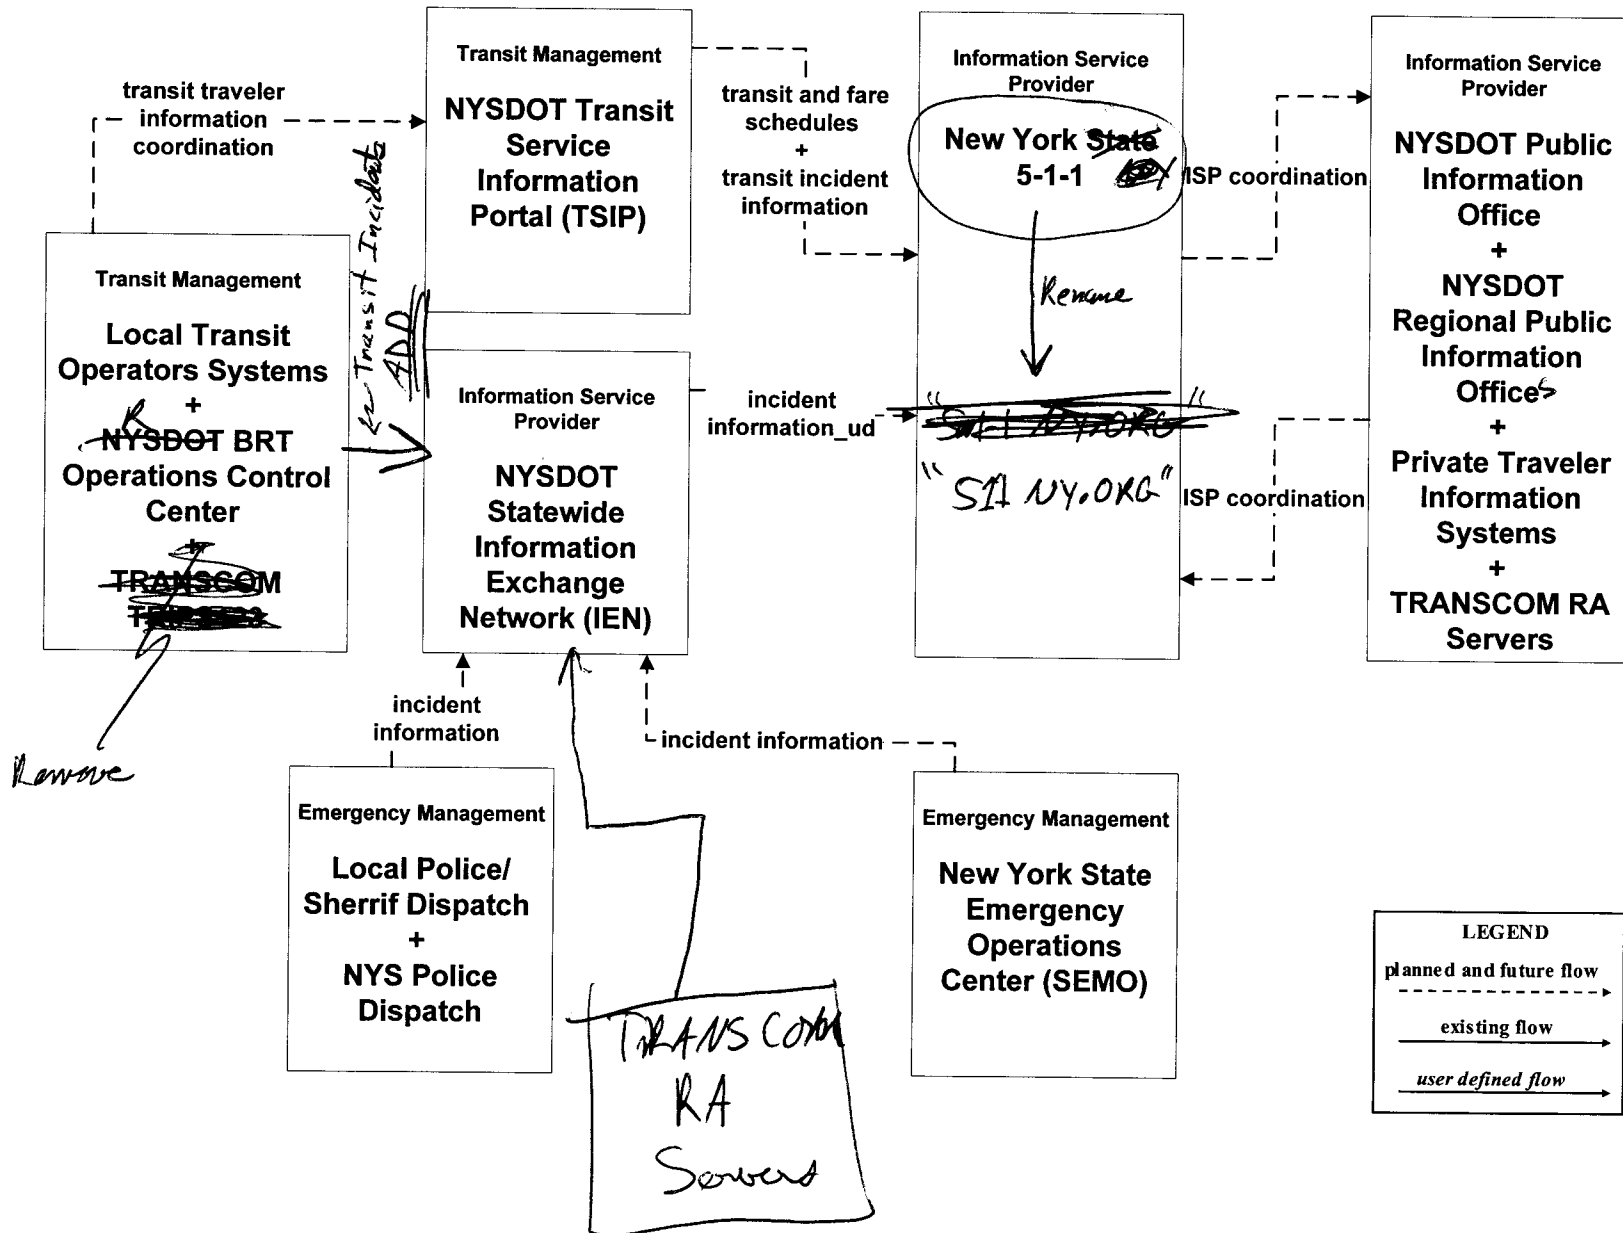 transit traveler
information
coordination
Transit Management
NYSDOT Transit
Service
Information
Portal (TSIP)
transit and fare
schedules
+
transit incident
information
Information Service
Provider
New York State
5-1-1
Rename
"511 NY.ORG"
"511 NY.ORG"
ISP coordination
ISP coordination
Information Service
Provider
NYSDOT Public
Information
Office
+
NYSDOT
Regional Public
Information
Offices
+
Private Traveler
Information
Systems
+
TRANSCOM RA
Servers
Transit Management
Local Transit
Operators Systems
+
R
NYSDOT BRT
Operations Control
Center
+
TRANSCOM
Remove
Transit Incidents
ADD
Information Service
Provider
NYSDOT
Statewide
Information
Exchange
Network (IEN)
incident
information_ud
incident
information
incident information
Emergency Management
Local Police/
Sherrif Dispatch
+
NYS Police
Dispatch
TRANSCOM
RA
Servers
Emergency Management
New York State
Emergency
Operations
Center (SEMO)
LEGEND
planned and future flow
existing flow
user defined flow